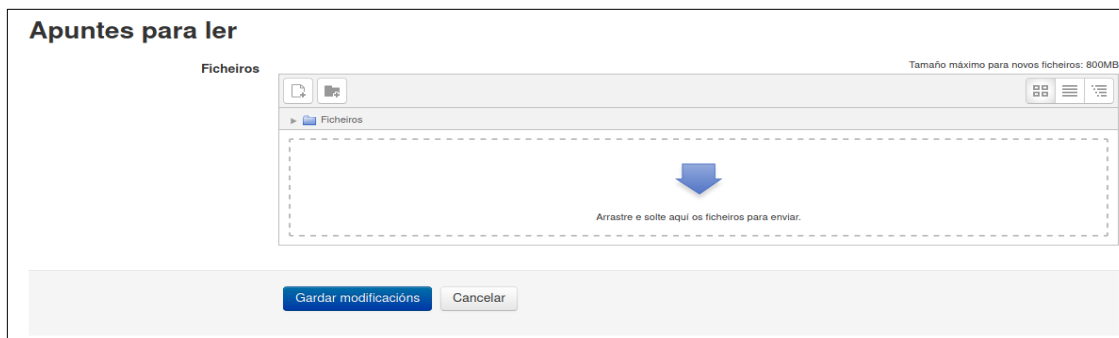 Apuntes para ler
Ficheiros
Tamaño máximo para novos ficheiros: 800MB
Ficheiros
Arrastre e solte aquí os ficheiros para enviar.
Gardar modificacións
Cancelar